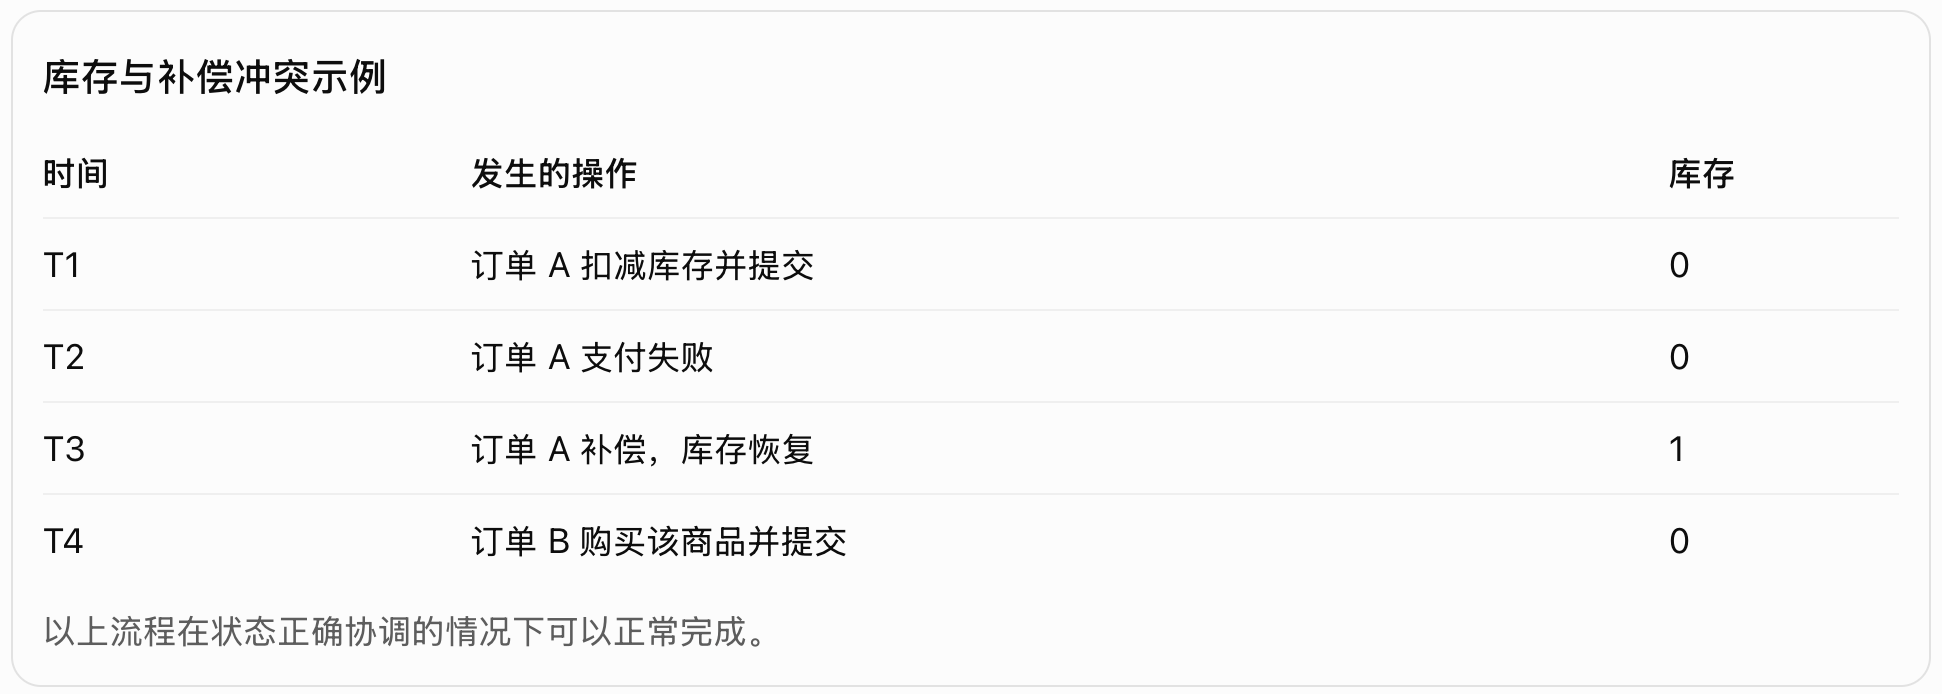 库存与补偿冲突示例
时间 发生的操作 库存
T1 订单 A 扣减库存并提交 0
T2 订单 A 支付失败 0
T3 订单 A 补偿，库存恢复 1
T4 订单 B 购买该商品并提交 0
以上流程在状态正确协调的情况下可以正常完成。